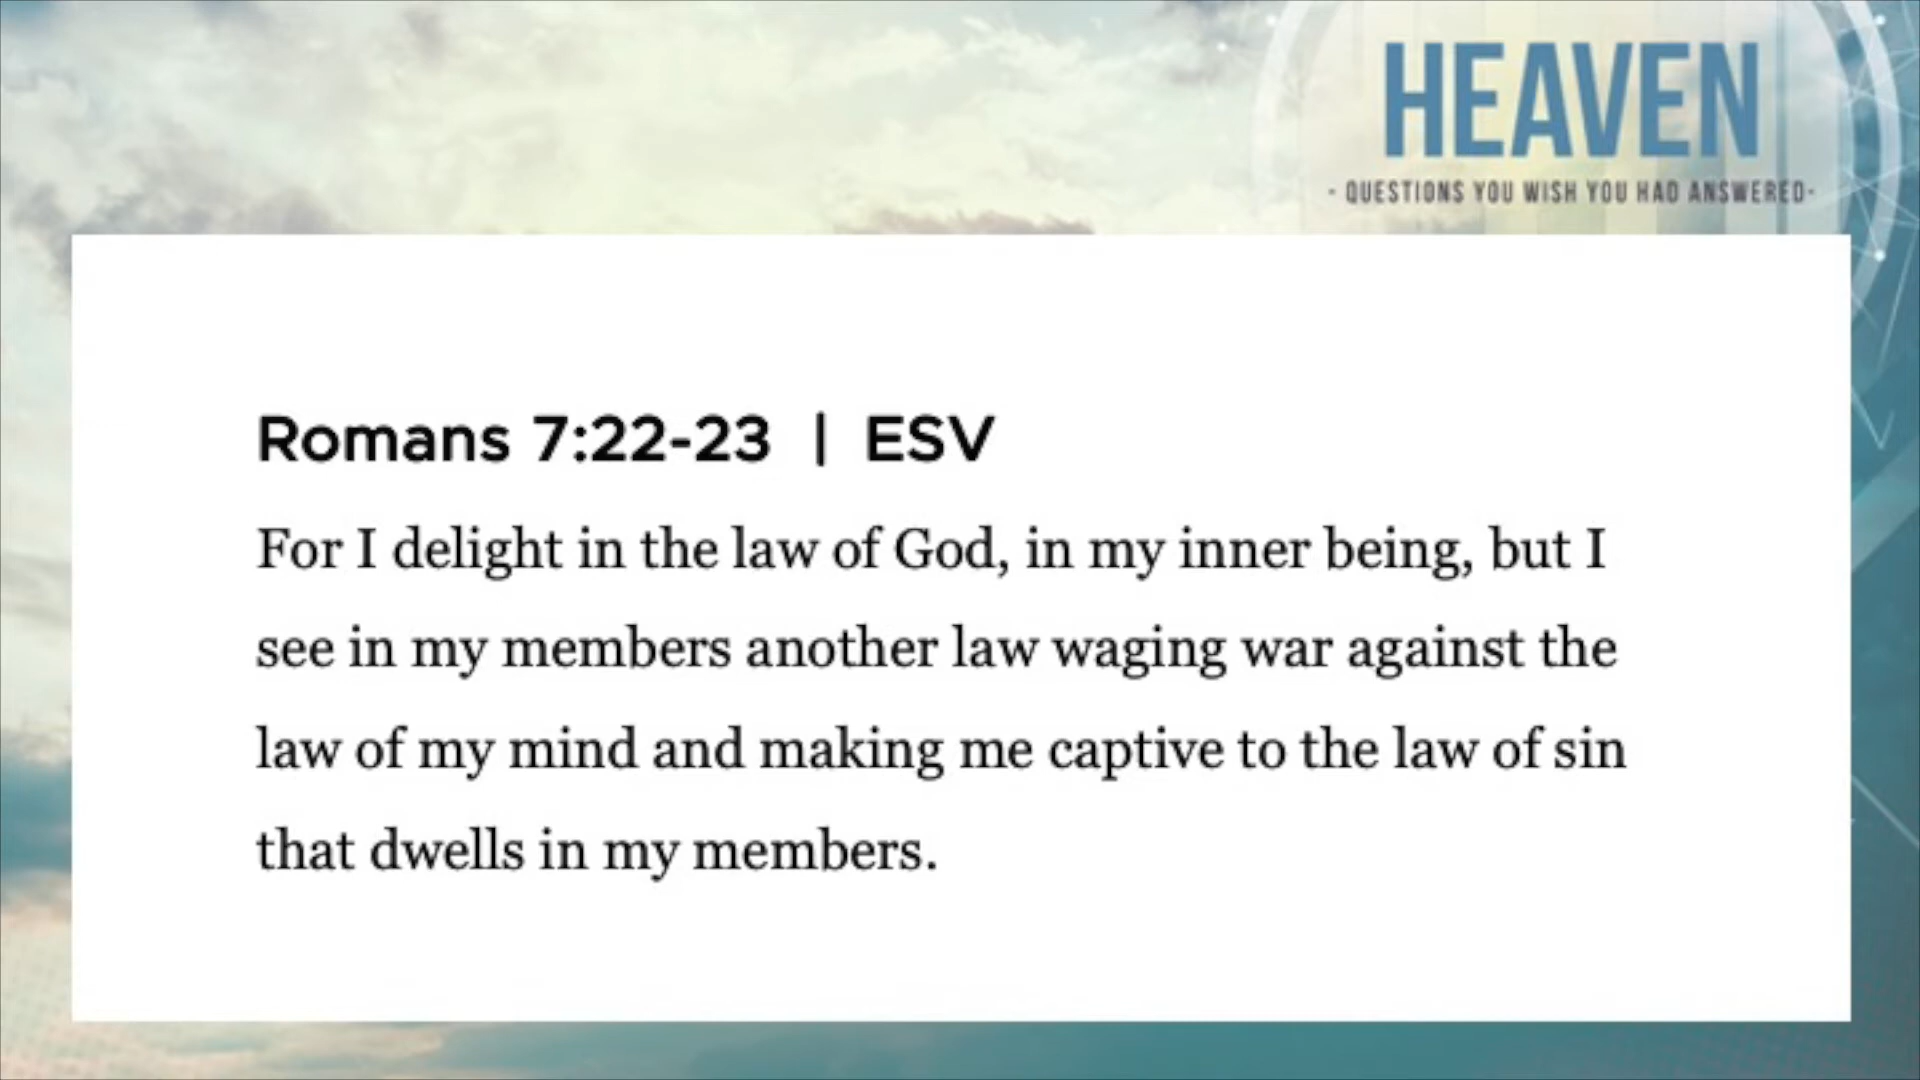 HEAVEN
- QUESTIONS YOU WISH YOU HAD ANSWERED-
Romans 7:22-23 | ESV
For I delight in the law of God, in my inner being, but I
see in my members another law waging war against the
law of my mind and making me captive to the law of sin
that dwells in my members.